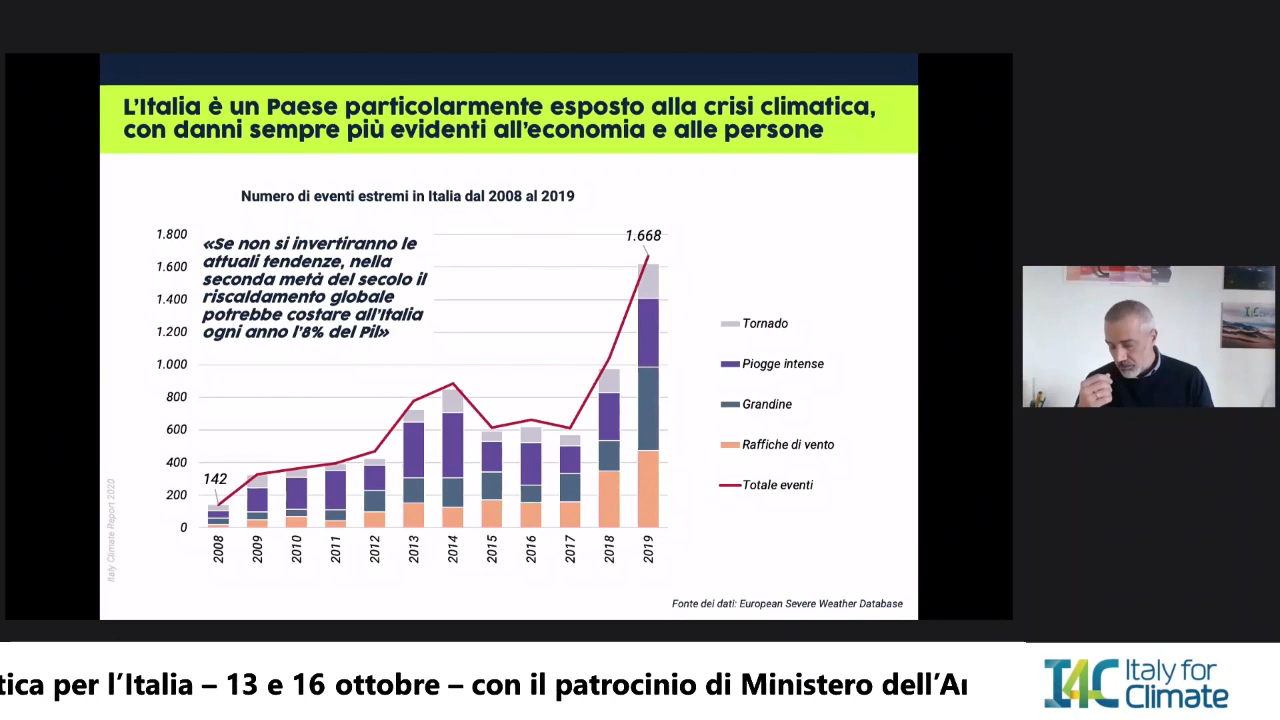 L'Italia è un Paese particolarmente esposto alla crisi climatica,
con danni sempre più evidenti all'economia e alle persone
Numero di eventi estremi in Italia dal 2008 al 2019
«Se non si invertiranno le
attuali tendenze, nella
seconda metà del secolo il
riscaldamento globale
potrebbe costare all'Italia
ogni anno l'8% del Pil»
1.800
1.600
1.400
1.200
1.000
800
600
400
200
0
142
1.668
2008
2009
2010
2011
2012
2013
2014
2015
2016
2017
2018
2019
Tornado
Piogge intense
Grandine
Raffiche di vento
Totale eventi
Italy Climate Report 2020
Fonte dei dati: European Severe Weather Database
tica per l'Italia – 13 e 16 ottobre – con il patrocinio di Ministero dell'A
I4C
Italy for
Climate